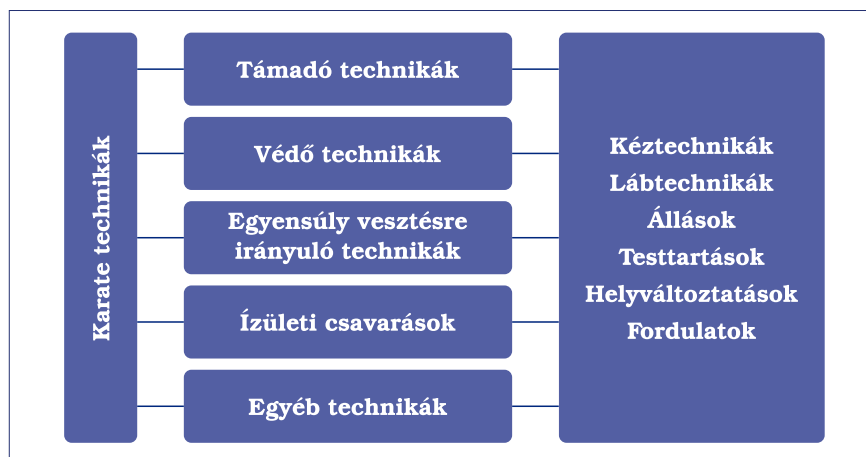 Karate technikák
Támadó technikák
Védő technikák
Egyensúly vesztésre
irányuló technikák
Ízületi csavarások
Egyéb technikák
Kéztechnikák
Lábtechnikák
Állások
Testtartások
Helyváltoztatások
Fordulatok